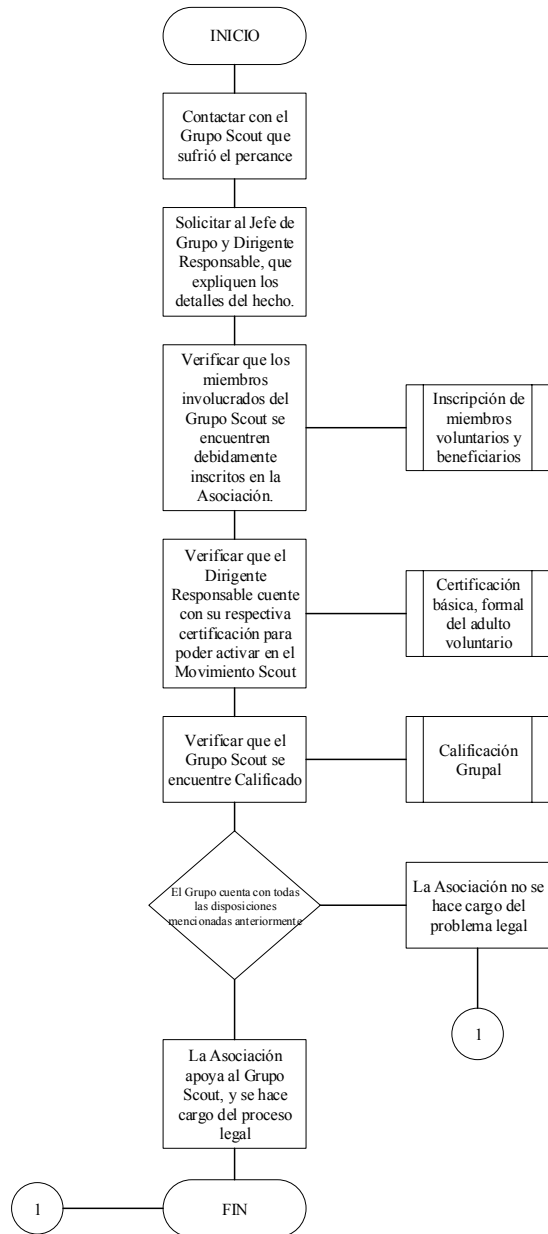 INICIO
Contactar con el
Grupo Scout que
sufrió el percance
Solicitar al Jefe de
Grupo y Dirigente
Responsable, que
expliquen los
detalles del hecho.
Verificar que los
miembros
involucrados del
Grupo Scout se
encuentren
debidamente
inscritos en la
Asociación.
Inscripción de
miembros
voluntarios y
beneficiarios
Verificar que el
Dirigente
Responsable cuente
con su respectiva
certificación para
poder activar en el
Movimiento Scout
Certificación
básica, formal
del adulto
voluntario
Verificar que el
Grupo Scout se
encuentre Calificado
Calificación
Grupal
El Grupo cuenta con todas
las disposiciones
mencionadas anteriormente
La Asociación no se
hace cargo del
problema legal
1
La Asociación
apoya al Grupo
Scout, y se hace
cargo del proceso
legal
1
FIN